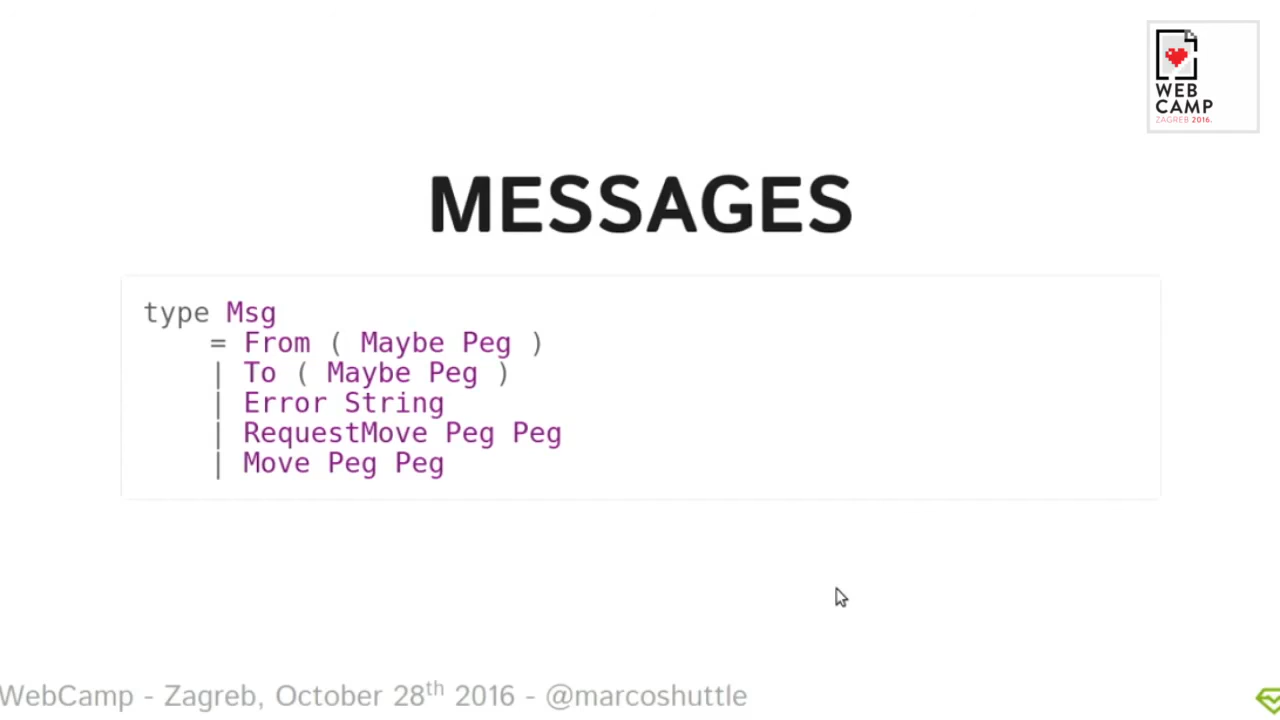 WEB
CAMP
ZAGREB 2016.
MESSAGES
type Msg
= From ( Maybe Peg )
| To ( Maybe Peg )
| Error String
| RequestMove Peg Peg
| Move Peg Peg
WebCamp - Zagreb, October 28th 2016 - @marcoshuttle